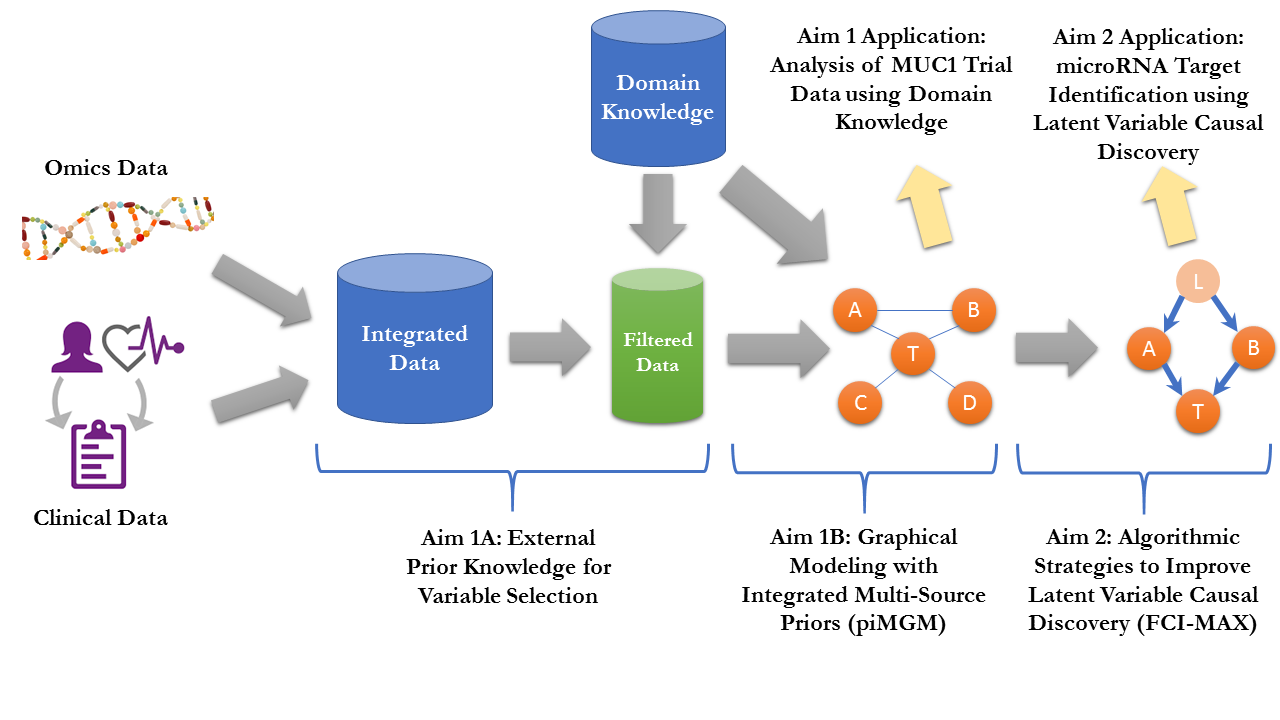 Domain
Knowledge
Aim 1 Application:
Analysis of MUC1 Trial
Data using Domain
Knowledge
Aim 2 Application:
microRNA Target
Identification using
Latent Variable Causal
Discovery
Omics Data
Integrated
Data
Filtered
Data
A
B
T
C
D
L
A
B
T
Clinical Data
Aim 1A: External
Prior Knowledge for
Variable Selection
Aim 1B: Graphical
Modeling with
Integrated Multi-Source
Priors (piMGM)
Aim 2: Algorithmic
Strategies to Improve
Latent Variable Causal
Discovery (FCI-MAX)